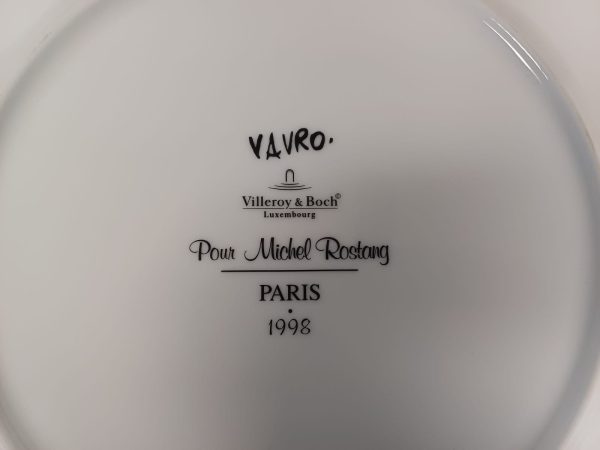 VAVRO.
Villeroy & Boch©
Luxembourg
Pour Michel Rostang
PARIS
•
1998